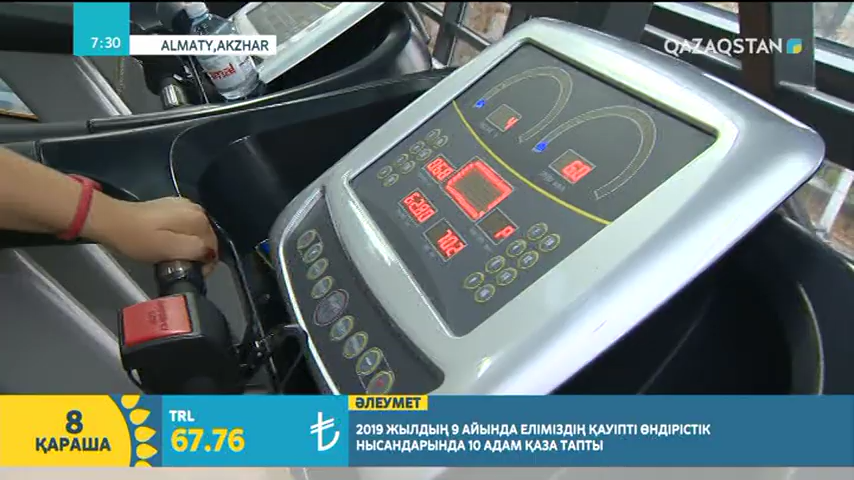 7:30
ALMATY,AKZHAR
QAZAQSTAN
8
ҚАРАША
TRL
67.76
ӘЛЕУМЕТ
2019 ЖЫЛДЫҢ 9 АЙЫНДА ЕЛІМІЗДІҢ ҚАУІПТІ ӨНДІРІСТІК
НЫСАНДАРЫНДА 10 АДАМ ҚАЗА ТАПТЫ